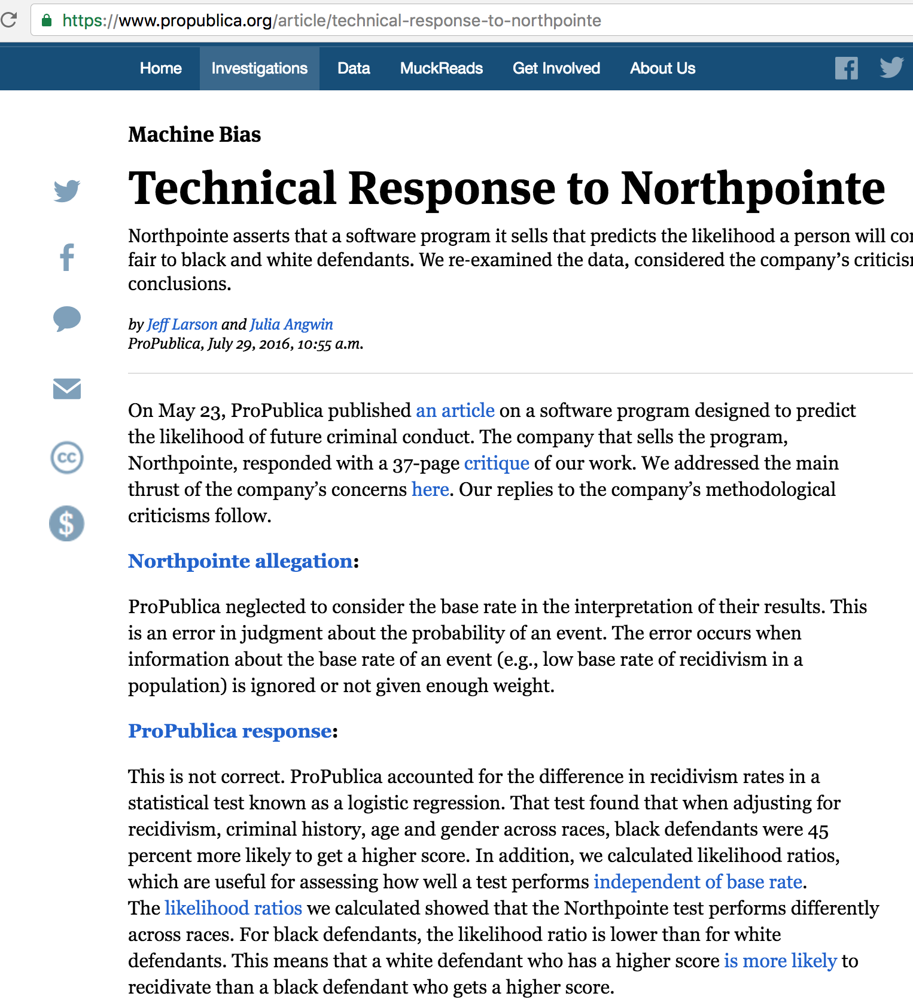 https://www.propublica.org/article/technical-response-to-northpointe
Home Investigations Data MuckReads Get Involved About Us
Machine Bias
Technical Response to Northpointe
Northpointe asserts that a software program it sells that predicts the likelihood a person will
fair to black and white defendants. We re-examined the data, considered the company’s
conclusions.
by Jeff Larson and Julia Angwin
ProPublica, July 29, 2016, 10:55 a.m.
On May 23, ProPublica published an article on a software program designed to predict
the likelihood of future criminal conduct. The company that sells the program,
Northpointe, responded with a 37-page critique of our work. We addressed the main
thrust of the company’s concerns here. Our replies to the company’s methodological
criticisms follow.
Northpointe allegation:
ProPublica neglected to consider the base rate in the interpretation of their results. This
is an error in judgment about the probability of an event. The error occurs when
information about the base rate of an event (e.g., low base rate of recidivism in a
population) is ignored or not given enough weight.
ProPublica response:
This is not correct. ProPublica accounted for the difference in recidivism rates in a
statistical test known as a logistic regression. That test found that when adjusting for
recidivism, criminal history, age and gender across races, black defendants were 45
percent more likely to get a higher score. In addition, we calculated likelihood ratios,
which are useful for assessing how well a test performs independent of base rate.
The likelihood ratios we calculated showed that the Northpointe test performs differently
across races. For black defendants, the likelihood ratio is lower than for white
defendants. This means that a white defendant who has a higher score is more likely to
recidivate than a black defendant who gets a higher score.